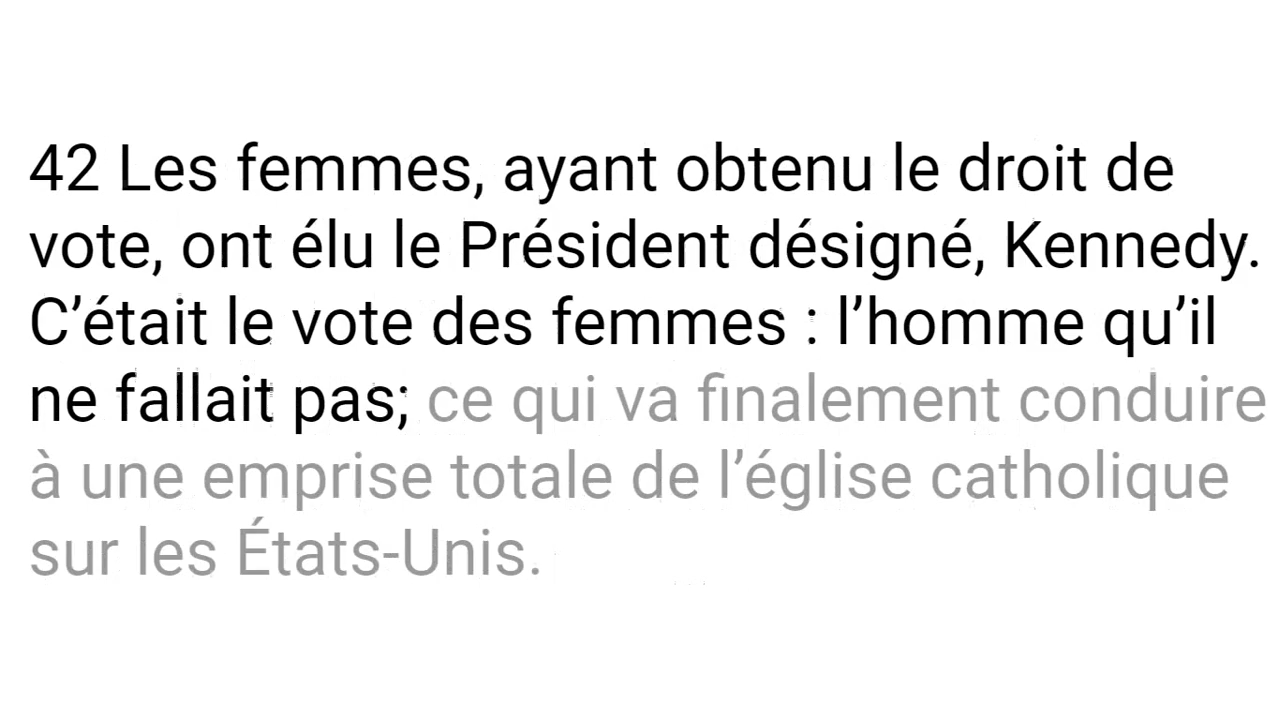 42 Les femmes, ayant obtenu le droit de
vote, ont élu le Président désigné, Kennedy.
C’était le vote des femmes : l’homme qu’il
ne fallait pas; ce qui va finalement conduire
à une emprise totale de l’église catholique
sur les États-Unis.